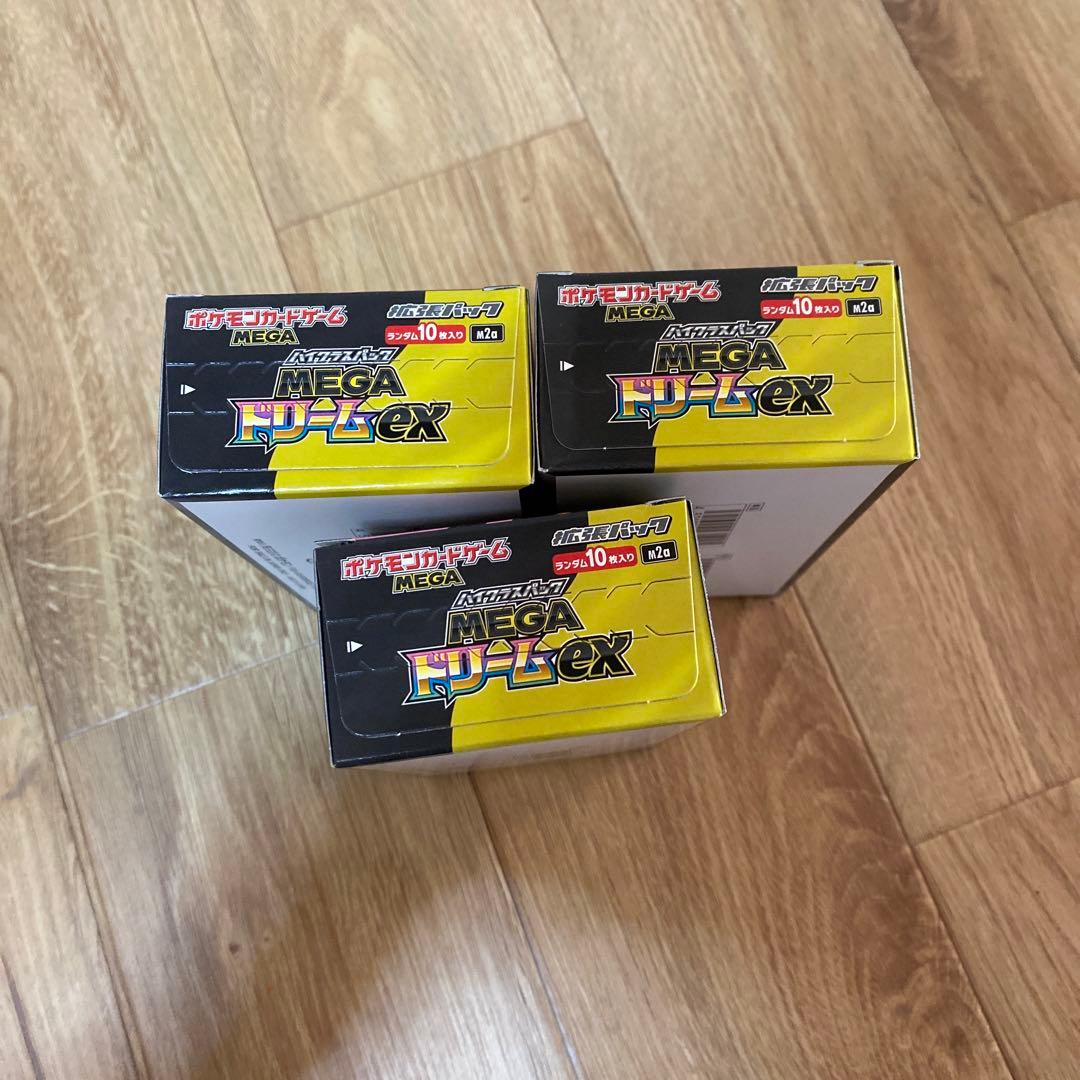 ポケモンカードゲーム
MEGA
拡張パック
ランダム10枚入り
M2a
ハイクラスパック
MEGA
ドリームex
ポケモンカードゲーム
MEGA
拡張パック
ランダム10枚入り
M2a
ハイクラスパック
MEGA
ドリームex
ポケモンカードゲーム
MEGA
拡張パック
ランダム10枚入り
M2a
ハイクラスパック
MEGA
ドリームex